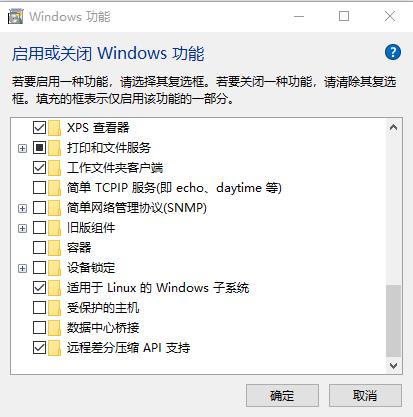 Windows 功能
启用或关闭 Windows 功能
若要启用一种功能，请选择其复选框。若要关闭一种功能，请清除其复选
框。填充的框表示仅启用该功能的一部分。
XPS 查看器
打印和文件服务
工作文件夹客户端
简单 TCPIP 服务(即 echo、daytime 等)
简单网络管理协议(SNMP)
旧版组件
容器
设备锁定
适用于 Linux 的 Windows 子系统
受保护的主机
数据中心桥接
远程差分压缩 API 支持
确定
取消